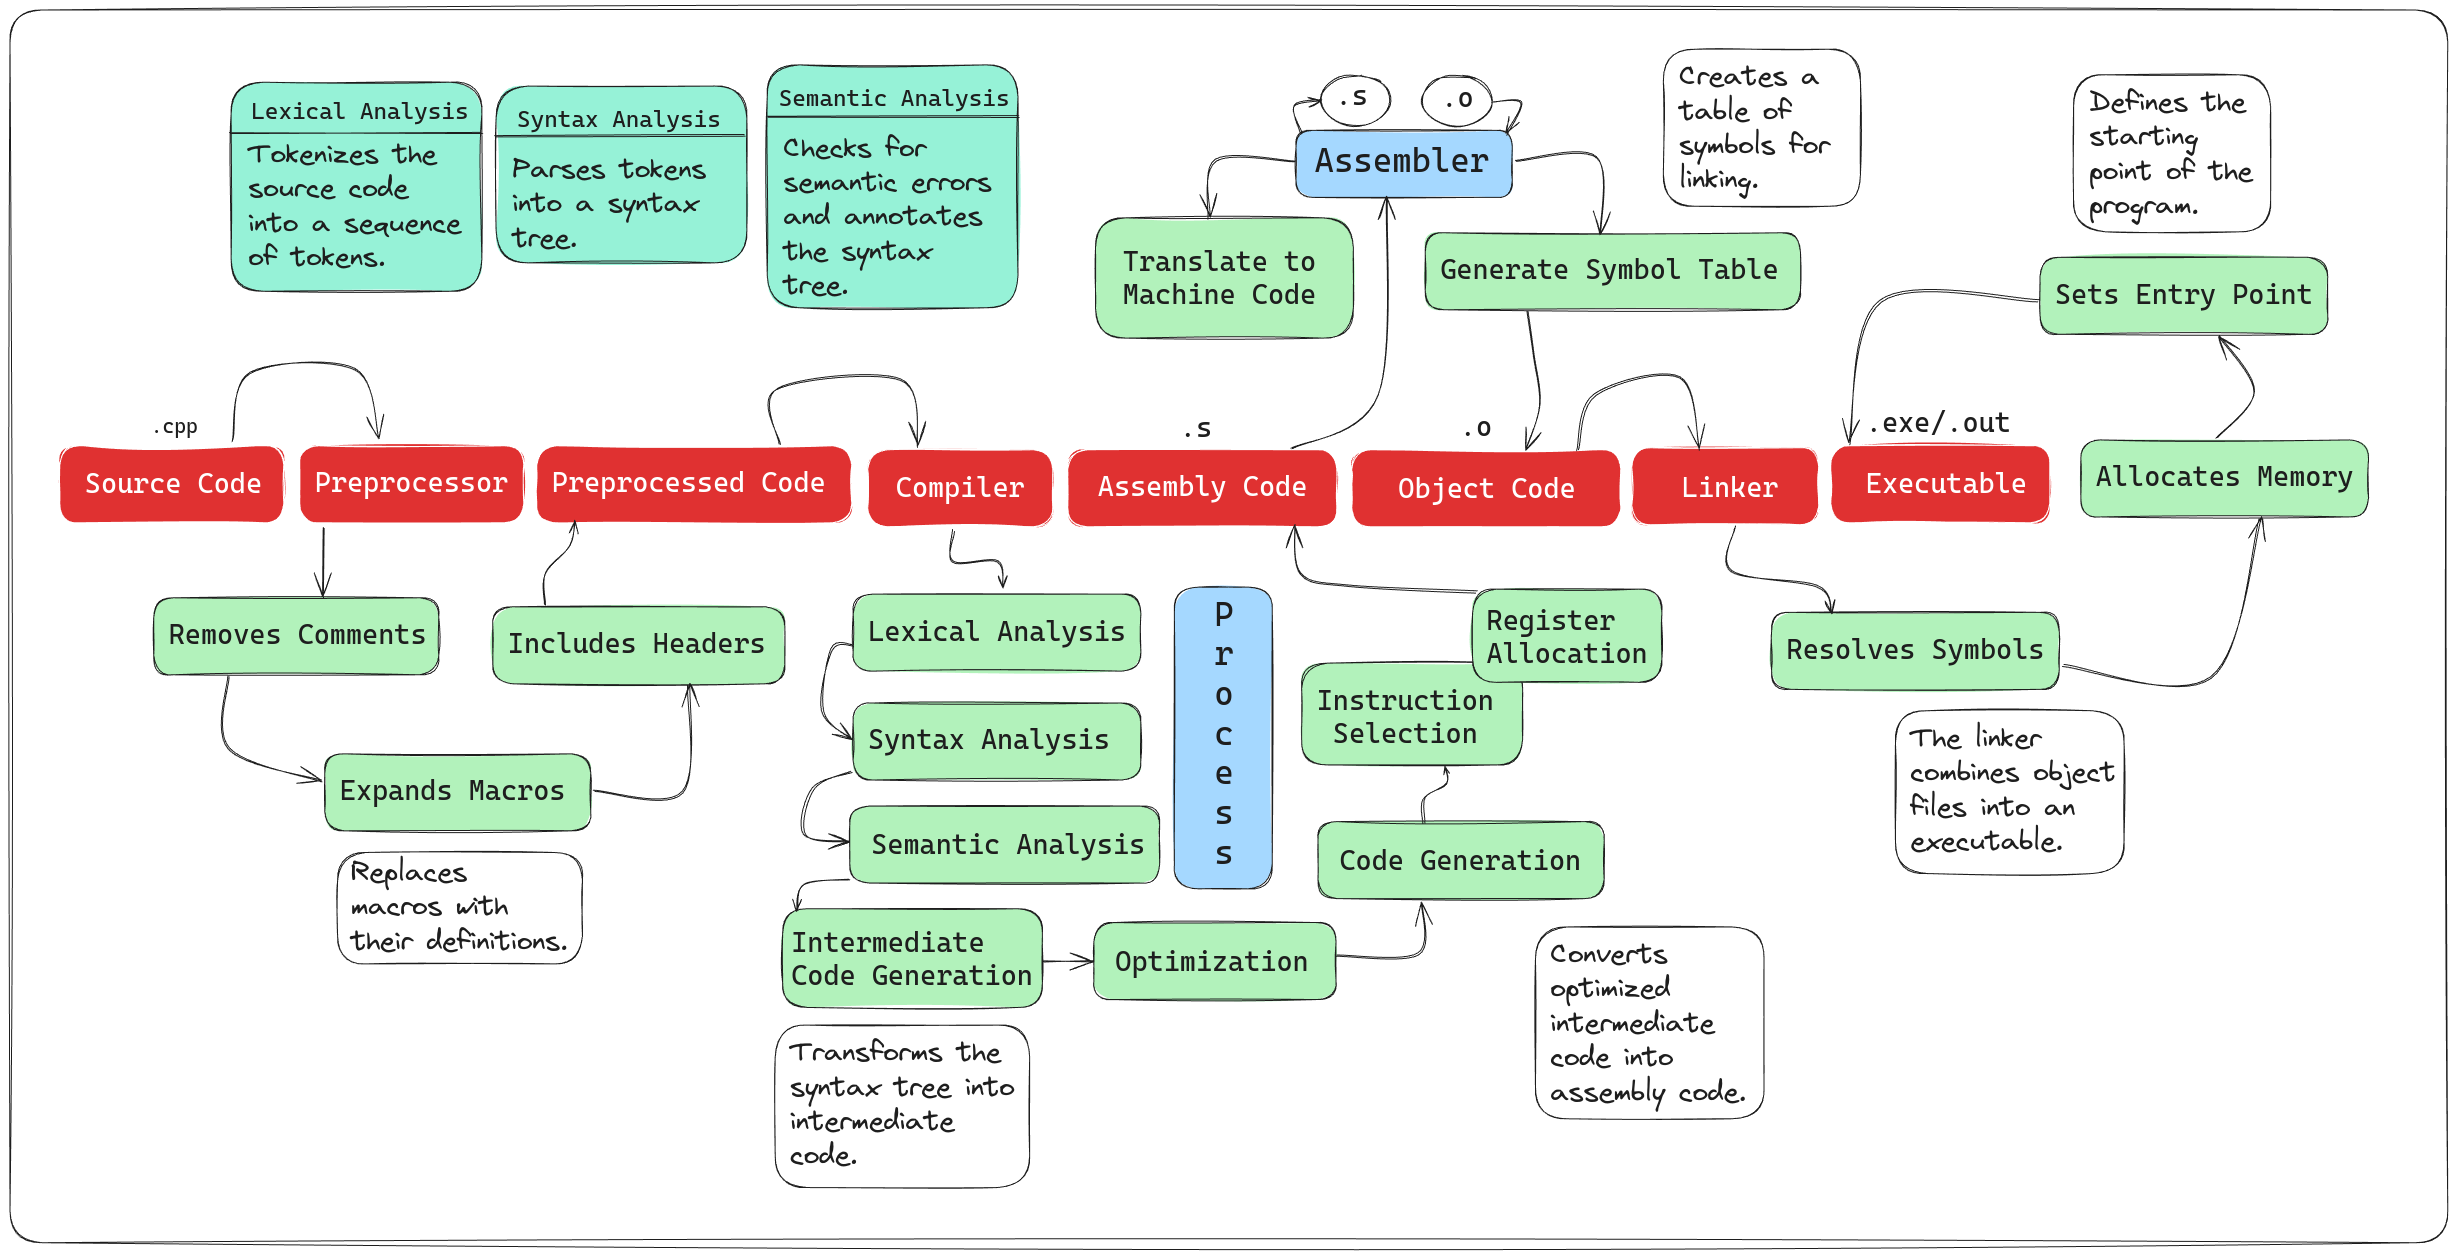 Lexical Analysis
Tokenizes the
source code
into a sequence
of tokens.
Syntax Analysis
Parses tokens
into a syntax
tree.
Semantic Analysis
Checks for
semantic errors
and annotates
the syntax
tree.
.s
.o
Assembler
Translate to
Machine Code
Generate Symbol Table
Creates a
table of
symbols for
linking.
Defines the
starting
point of the
program.
Sets Entry Point
.cpp
Source Code
Preprocessor
Preprocessed Code
Compiler
.s
Assembly Code
.o
Object Code
Linker
.exe/.out
Executable
Allocates Memory
Removes Comments
Includes Headers
Expands Macros
Replaces
macros with
their definitions.
Lexical Analysis
Syntax Analysis
Semantic Analysis
Intermediate
Code Generation
Transforms the
syntax tree into
intermediate
code.
Optimization
P
r
o
c
e
s
s
Register
Allocation
Instruction
Selection
Code Generation
Converts
optimized
intermediate
code into
assembly code.
Resolves Symbols
The linker
combines object
files into an
executable.